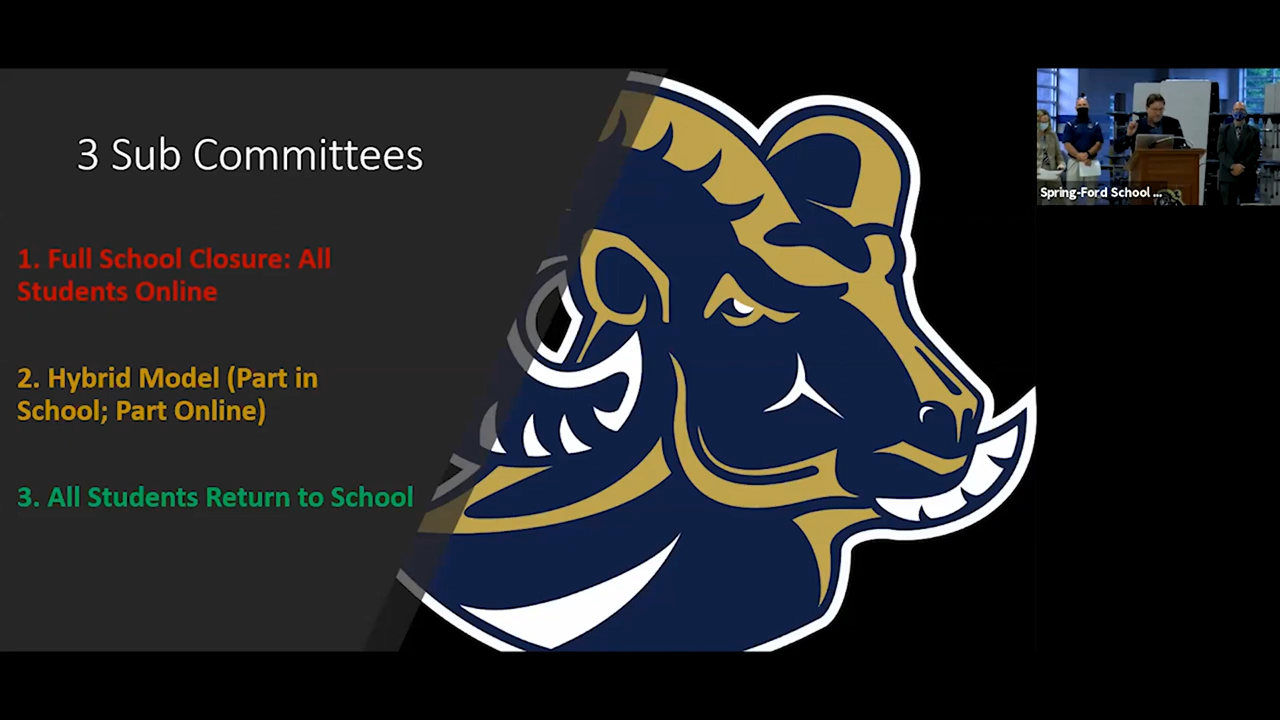 3 Sub Committees
1. Full School Closure: All
Students Online
2. Hybrid Model (Part in
School; Part Online)
3. All Students Return to School
Spring-Ford School ...